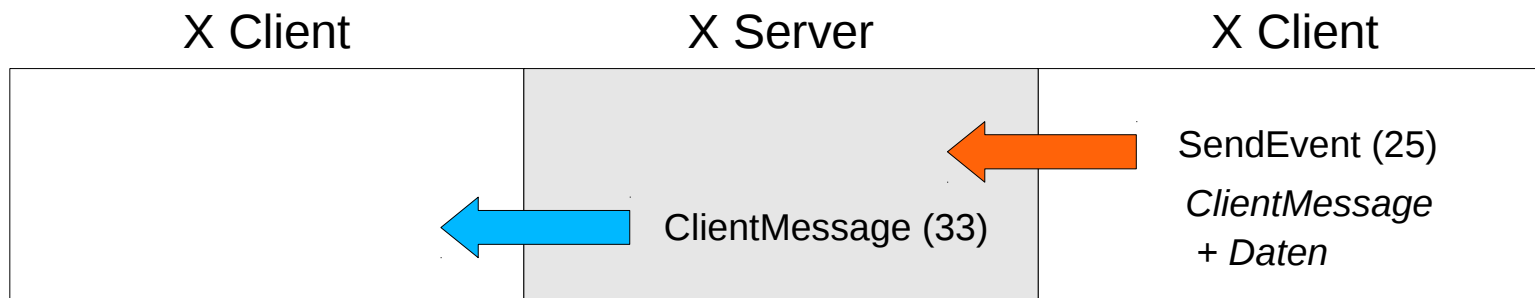 X Client
X Server
X Client
SendEvent (25)
ClientMessage
+ Daten
ClientMessage (33)